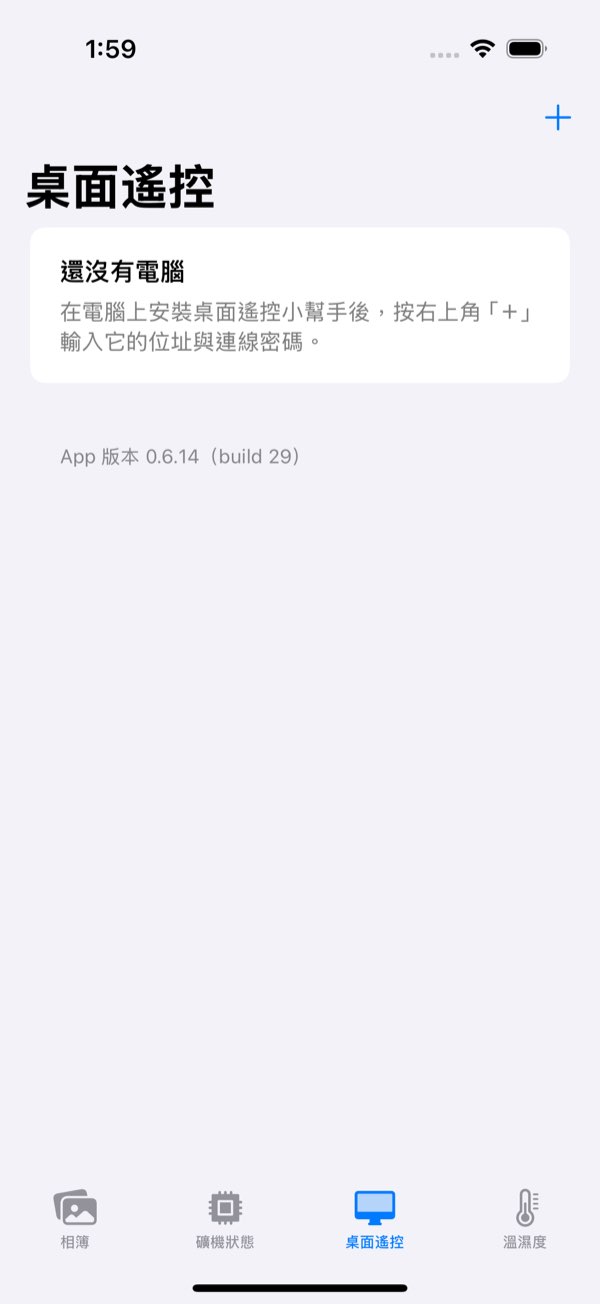 1:59
桌面遙控
還沒有電腦
在電腦上安裝桌面遙控小幫手後，按右上角「＋」
輸入它的位址與連線密碼。
App 版本 0.6.14（build 29）
相簿
礦機狀態
桌面遙控
溫濕度